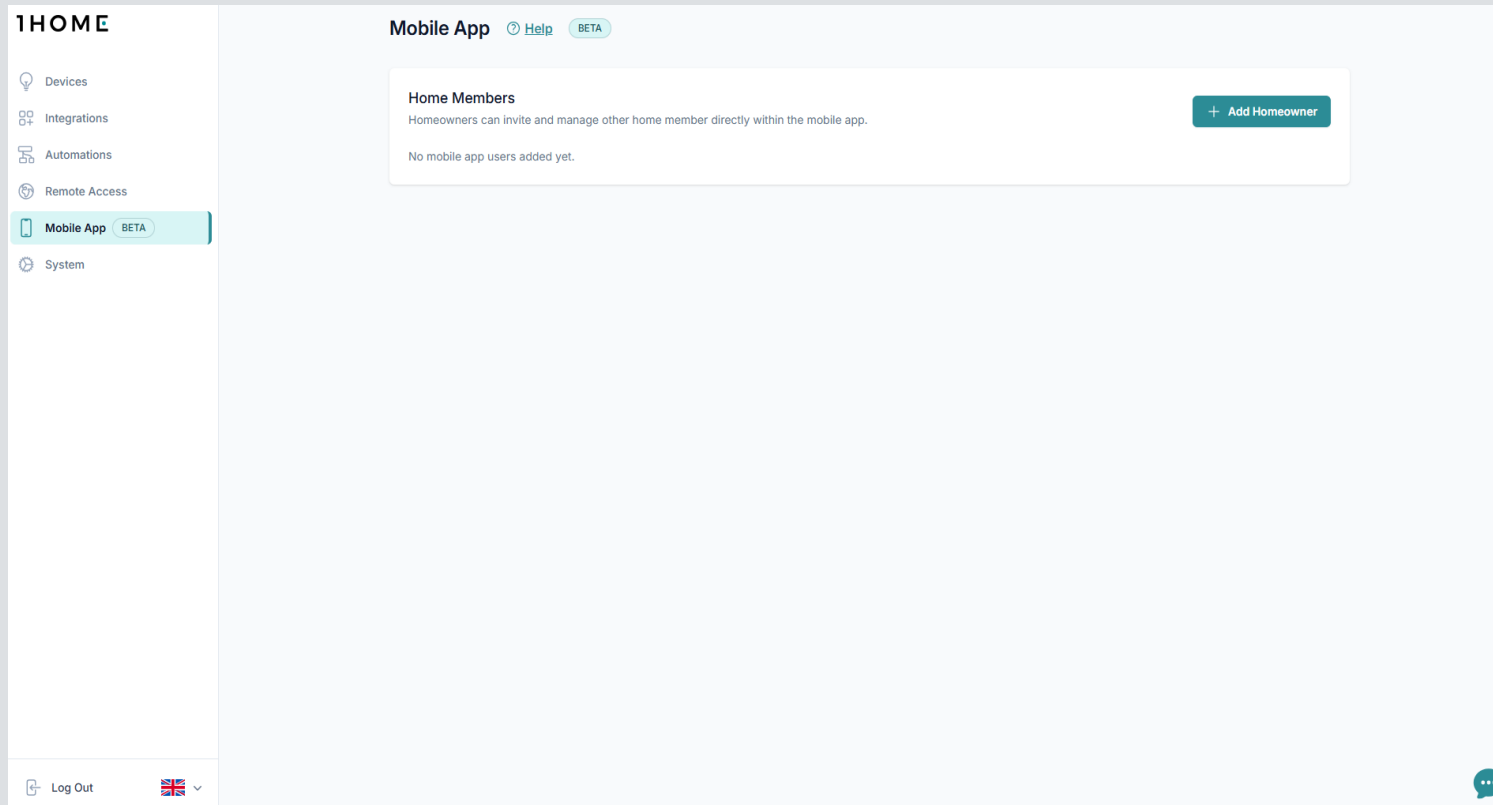 1HOME
Devices
Integrations
Automations
Remote Access
Mobile App BETA
System
Log Out
Mobile App Help BETA
Home Members
Homeowners can invite and manage other home member directly within the mobile app.
Add Homeowner
No mobile app users added yet.